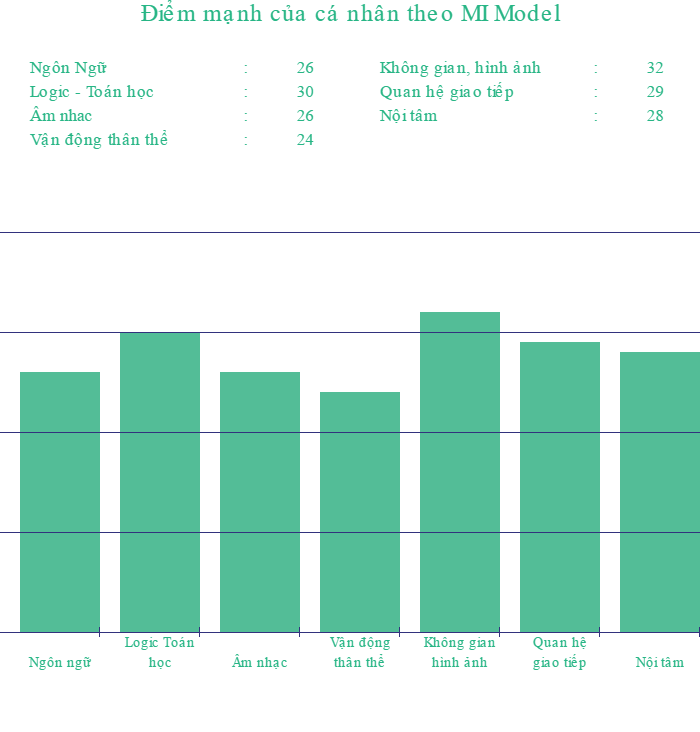 Điểm mạnh của cá nhân theo MI Model
Ngôn Ngữ : 26 Không gian, hình ảnh : 32
Logic - Toán học : 30 Quan hệ giao tiếp : 29
Âm nhac : 26 Nội tâm : 28
Vận động thân thể : 24
Logic Toán Vận động Không gian Quan hệ
Ngôn ngữ học Âm nhạc thân thể hình ảnh giao tiếp Nội tâm